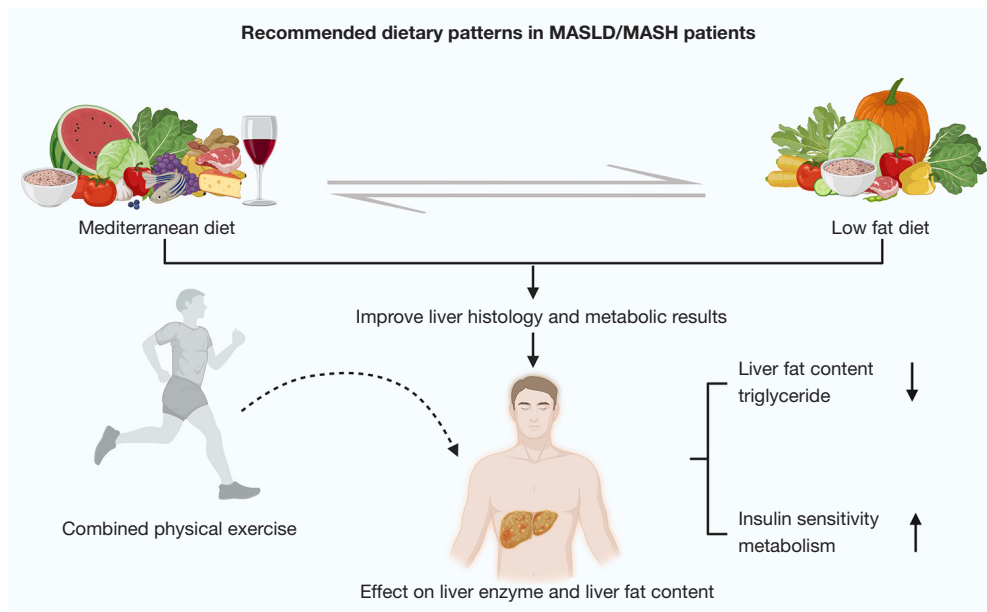 Recommended dietary patterns in MASLD/MASH patients
Mediterranean diet
Low fat diet
Improve liver histology and metabolic results
Liver fat content
triglyceride
Combined physical exercise
Insulin sensitivity
metabolism
Effect on liver enzyme and liver fat content